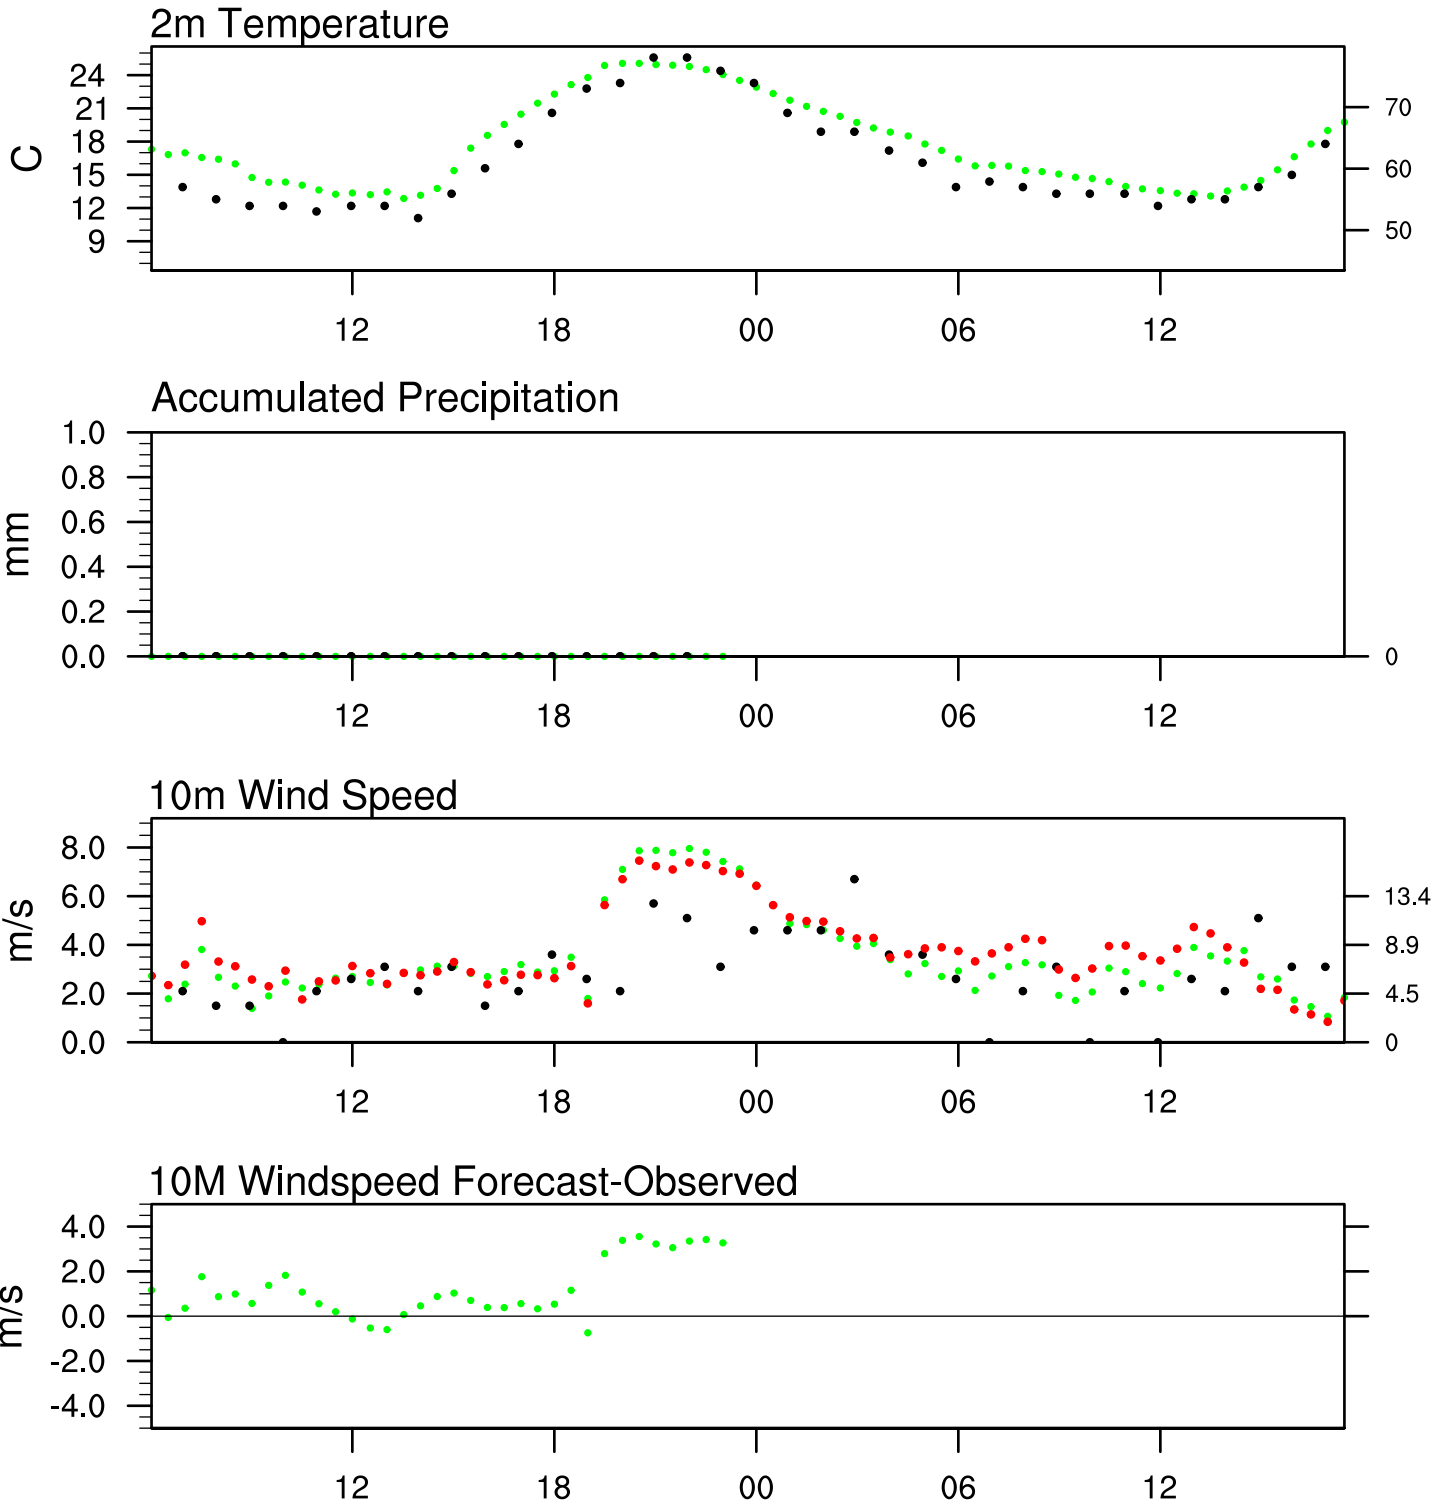 2m Temperature
24
21
18
15
12
9
C
70
60
50
12 18 00 06 12
Accumulated Precipitation
1.0
0.8
0.6
0.4
0.2
0.0
mm
0
12 18 00 06 12
10m Wind Speed
8.0
6.0
4.0
2.0
0.0
m/s
13.4
8.9
4.5
0
12 18 00 06 12
10M Windspeed Forecast-Observed
4.0
2.0
0.0
-2.0
-4.0
m/s
12 18 00 06 12